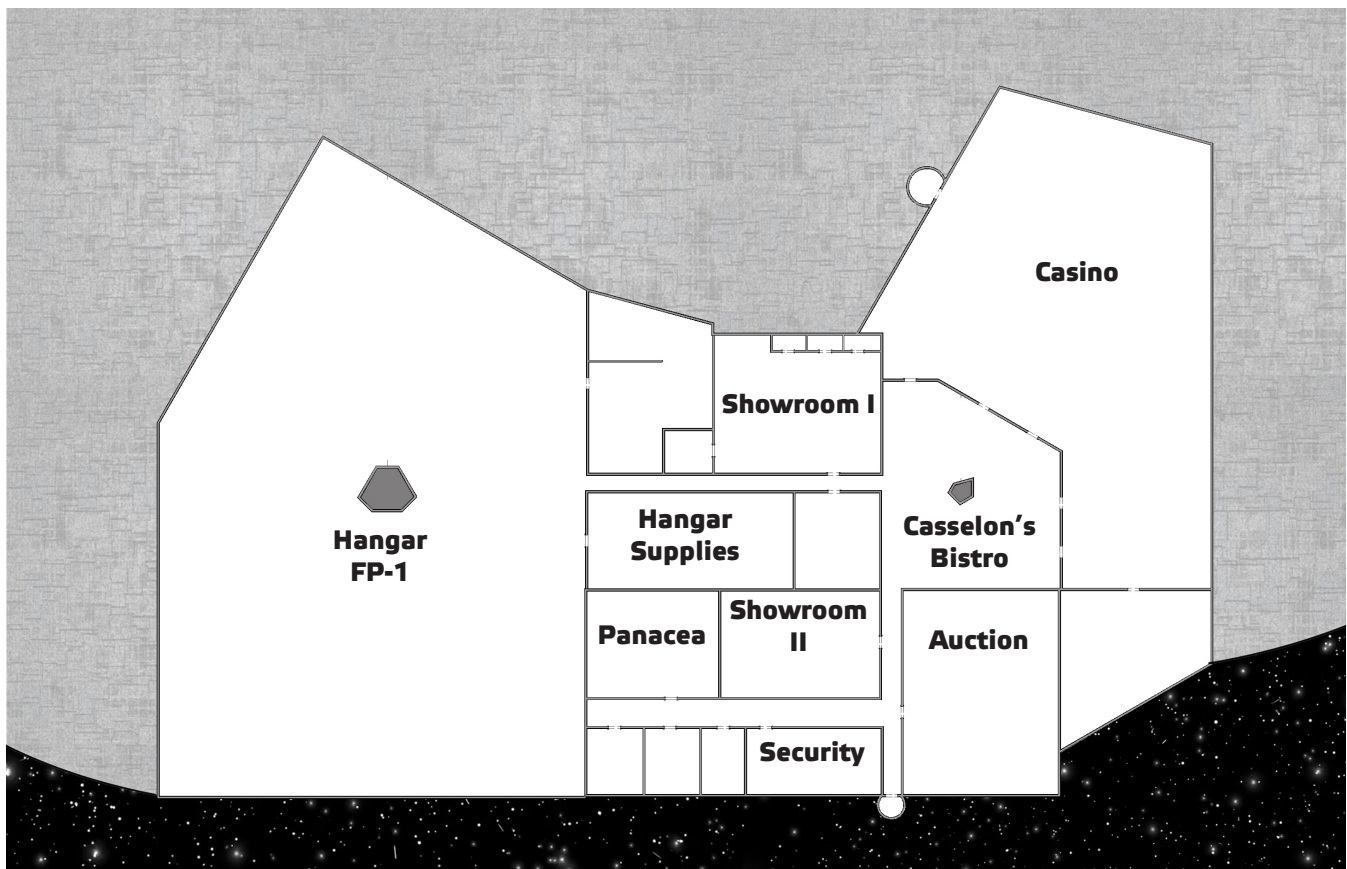 Casino
Showroom I
Hangar
FP-1
Hangar
Supplies
Casselon’s
Bistro
Panacea
Showroom
II
Auction
Security